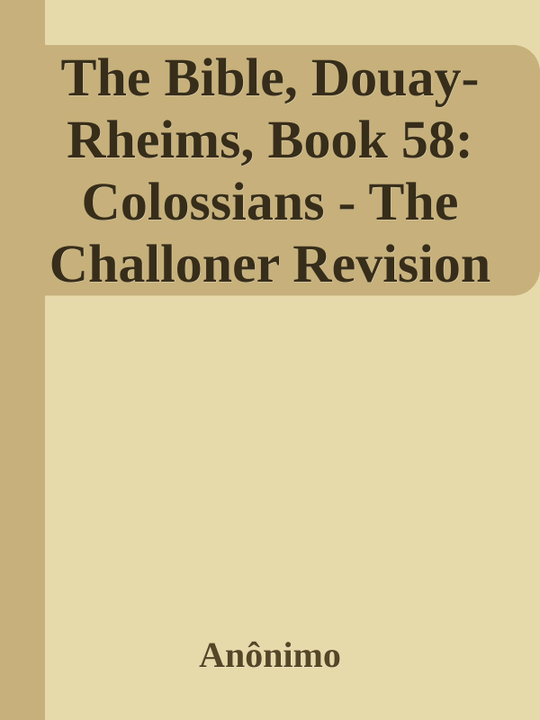 The Bible, Douay-
Rheims, Book 58:
Colossians - The
Challoner Revision
Anônimo